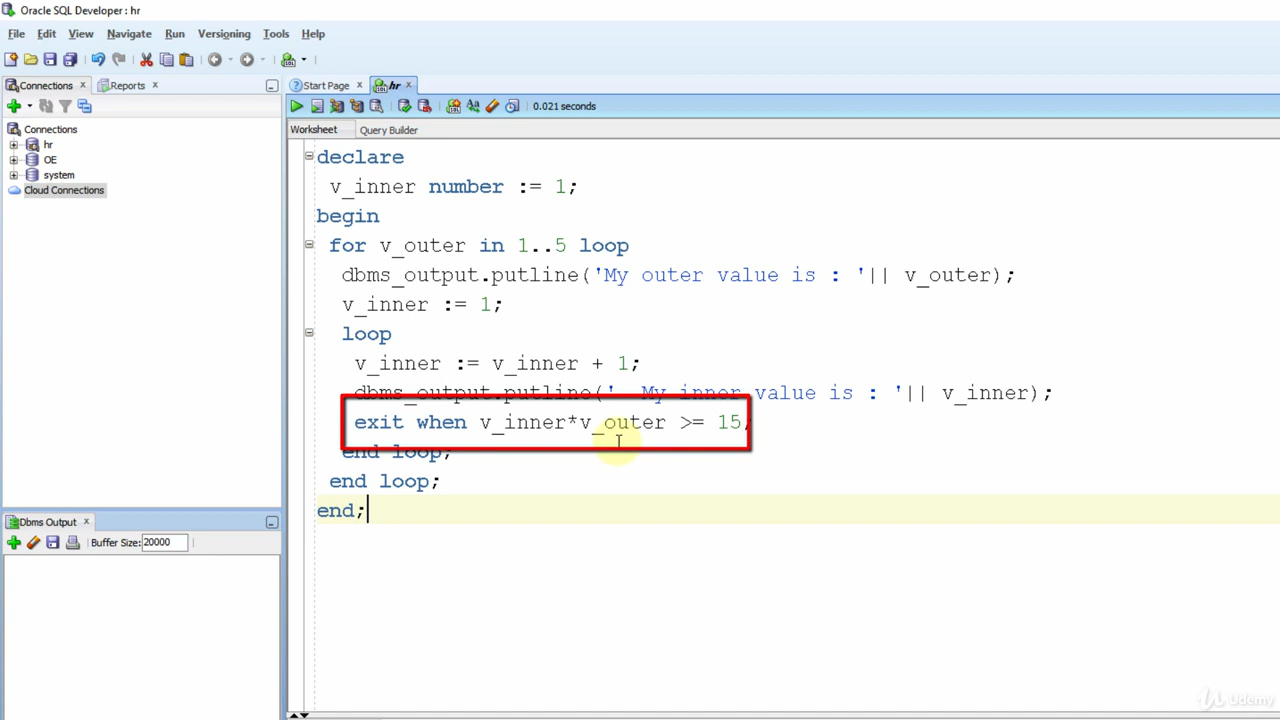 Oracle SQL Developer : hr
File Edit View Navigate Run Versioning Tools Help
Connections x Reports x
Start Page x hr x
0.021 seconds
Worksheet Query Builder
Connections
hr
OE
system
Cloud Connections
declare
v_inner number := 1;
begin
for v_outer in 1..5 loop
dbms_output.putline('My outer value is : '|| v_outer);
v_inner := 1;
loop
v_inner := v_inner + 1;
dbms_output.putline('  My inner value is : '|| v_inner);
exit when v_inner*v_outer >= 15;
end loop;
end loop;
end;
Dbms Output x
Buffer Size: 20000
Udemy